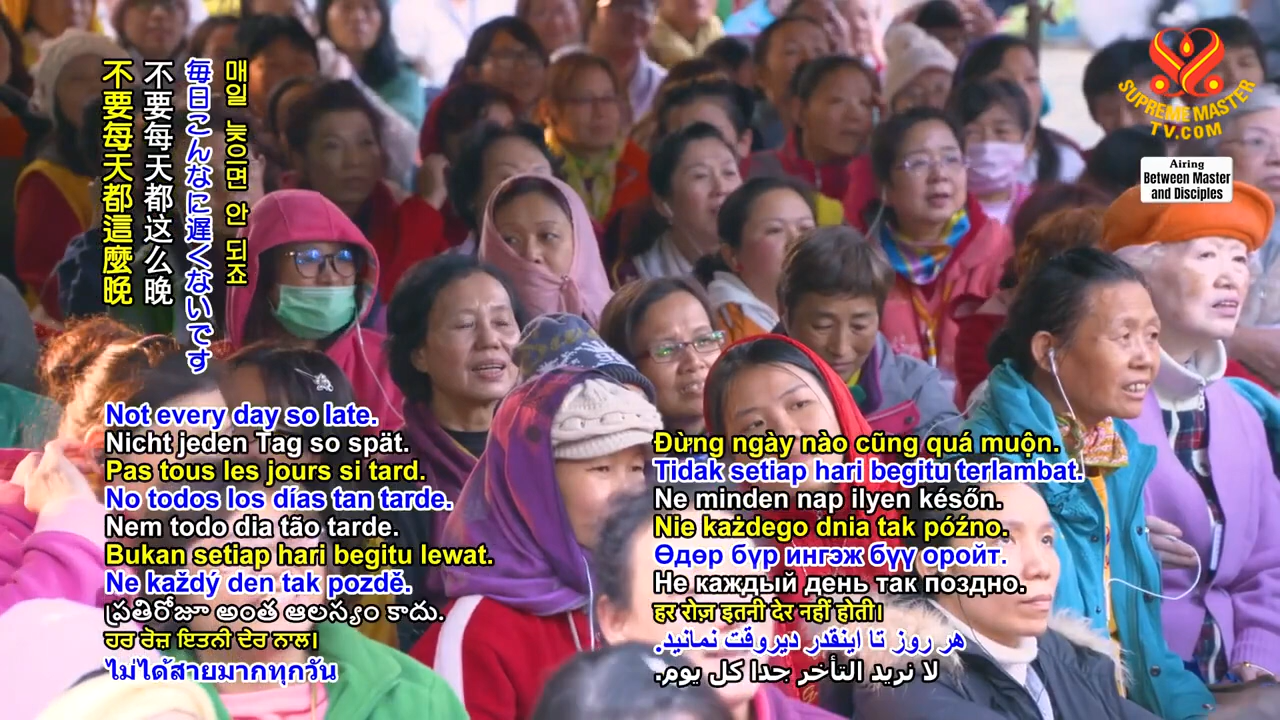 不要每天都這麼晚
不要每天都这么晚
毎日こんなに遅くないです
매일 늦으면 안 되죠
SUPREME MASTER
TV.COM
Airing
Between Master
and Disciples
Not every day so late.
Nicht jeden Tag so spät.
Pas tous les jours si tard.
No todos los días tan tarde.
Nem todo dia tão tarde.
Bukan setiap hari begitu lewat.
Ne každý den tak pozdě.
ప్రతిరోజూ అంత ఆలస్యం కాదు.
ਹਰ ਰੋਜ਼ ਇਤਨੀ ਦੇਰ ਨਾਲ।
ไม่ได้สายมากทุกวัน
Đừng ngày nào cũng quá muộn.
Tidak setiap hari begitu terlambat.
Ne minden nap ilyen későn.
Nie każdego dnia tak późno.
Өдөр бүр ингэж бүү оройт.
Не каждый день так поздно.
हर रोज़ इतनी देर नहीं होती।
هر روز تا اینقدر دیروقت نمانید.
لا نريد التأخر جدا كل يوم.